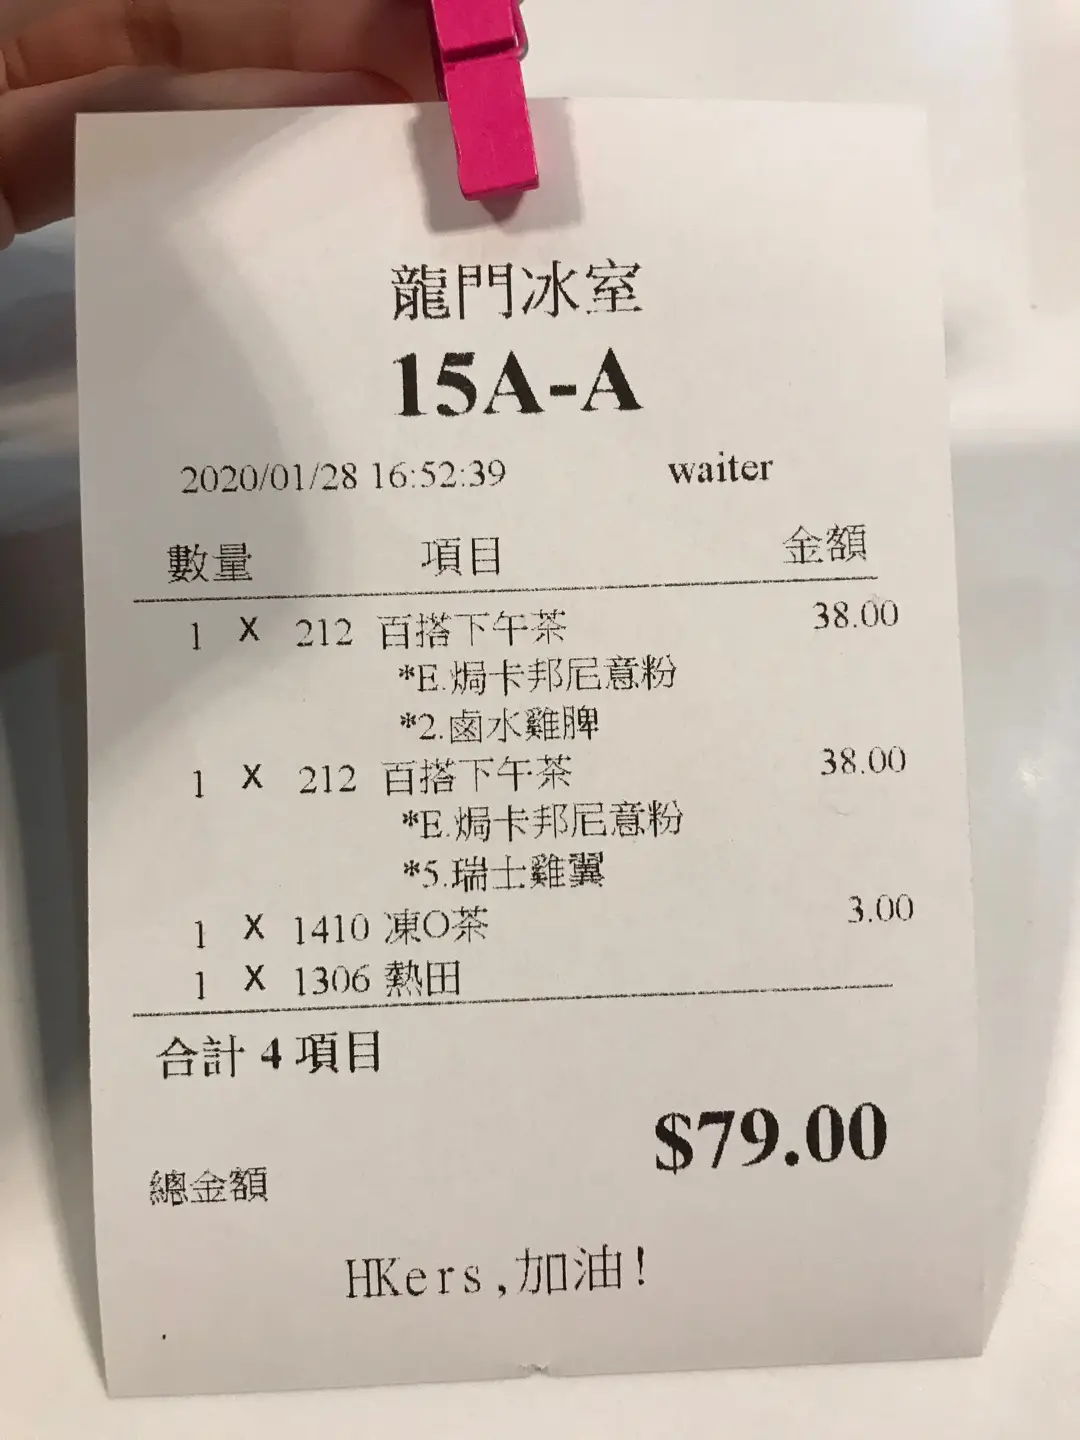 龍門冰室
15A-A
2020/01/28 16:52:39 waiter
數量 項目 金額
1 X 212 百搭下午茶 38.00
*E.焗卡邦尼意粉
*2.鹵水雞脾
1 X 212 百搭下午茶 38.00
*E.焗卡邦尼意粉
*5.瑞士雞翼
1 X 1410 凍O茶 3.00
1 X 1306 熱田
合計 4 項目
$79.00
總金額
HKers,加油!